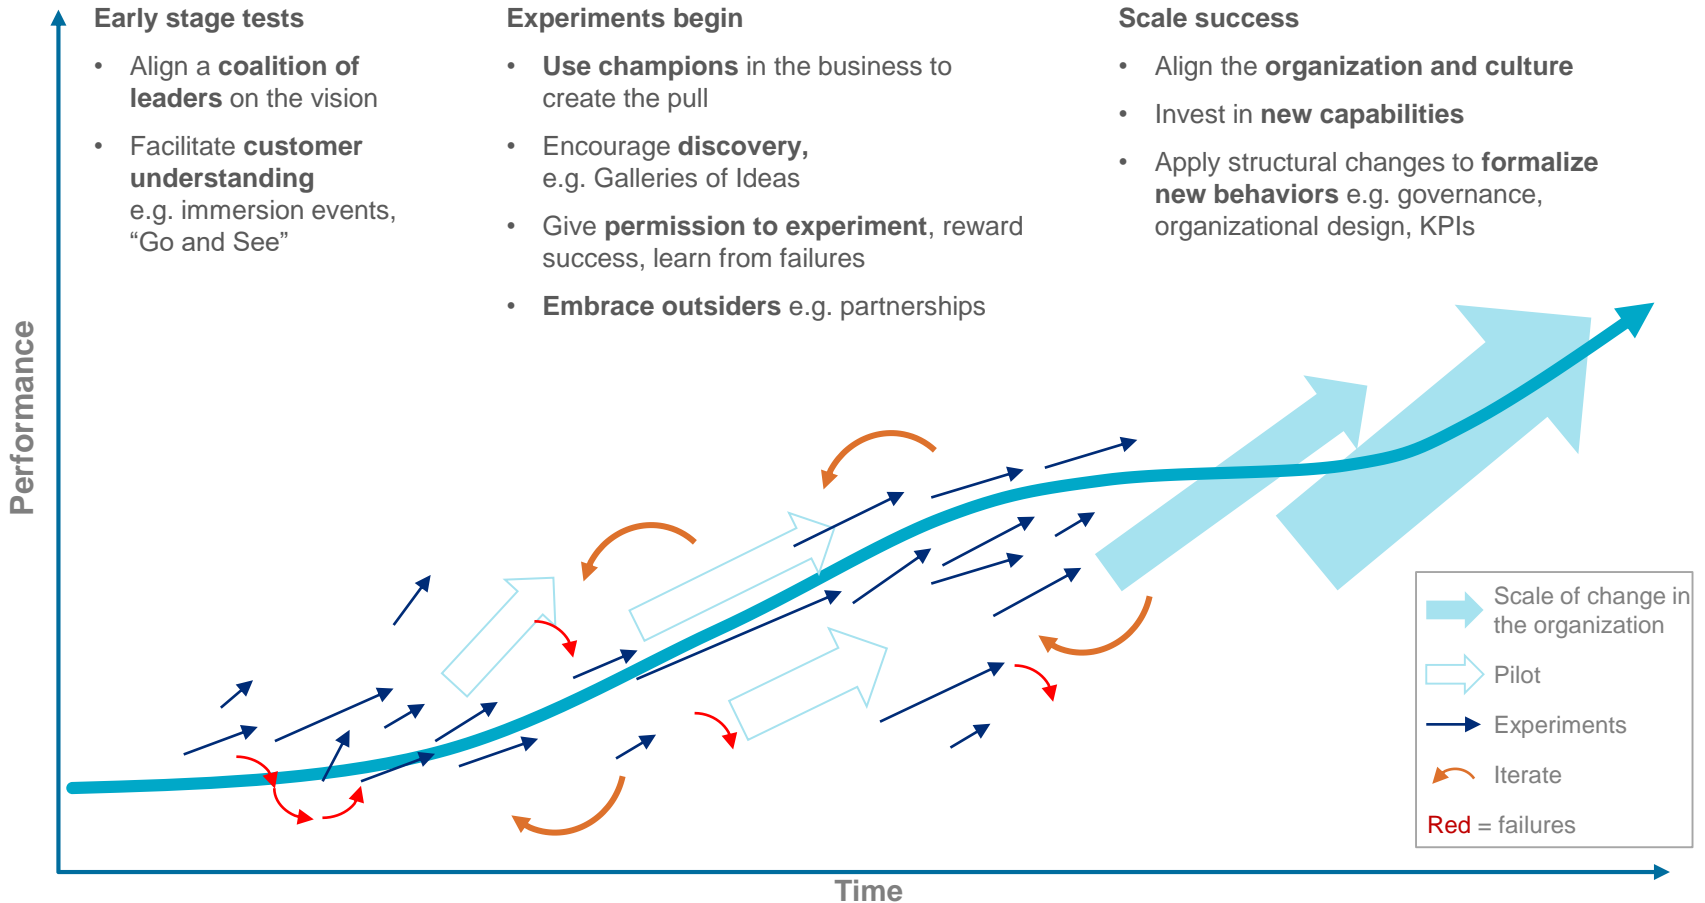 Early stage tests
• Align a coalition of
leaders on the vision
• Facilitate customer
understanding
e.g. immersion events,
“Go and See”
Experiments begin
• Use champions in the business to
create the pull
• Encourage discovery,
e.g. Galleries of Ideas
• Give permission to experiment, reward
success, learn from failures
• Embrace outsiders e.g. partnerships
Scale success
• Align the organization and culture
• Invest in new capabilities
• Apply structural changes to formalize
new behaviors e.g. governance,
organizational design, KPIs
Performance
Scale of change in
the organization
Pilot
Experiments
Iterate
Red = failures
Time